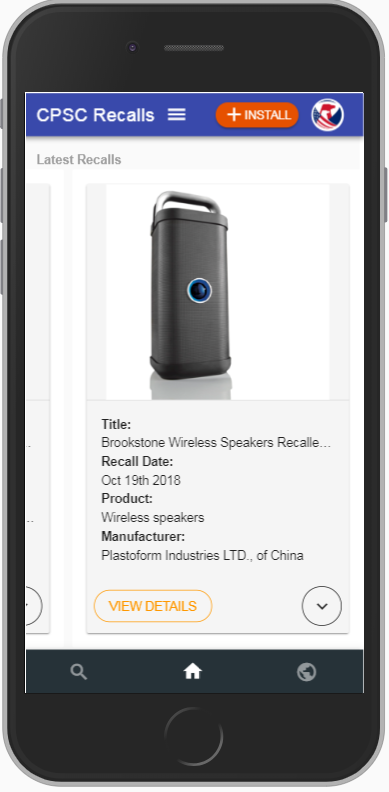 CPSC Recalls
INSTALL
Latest Recalls
Title:
Brookstone Wireless Speakers Recalle...
Recall Date:
Oct 19th 2018
Product:
Wireless speakers
Manufacturer:
Plastoform Industries LTD., of China
VIEW DETAILS